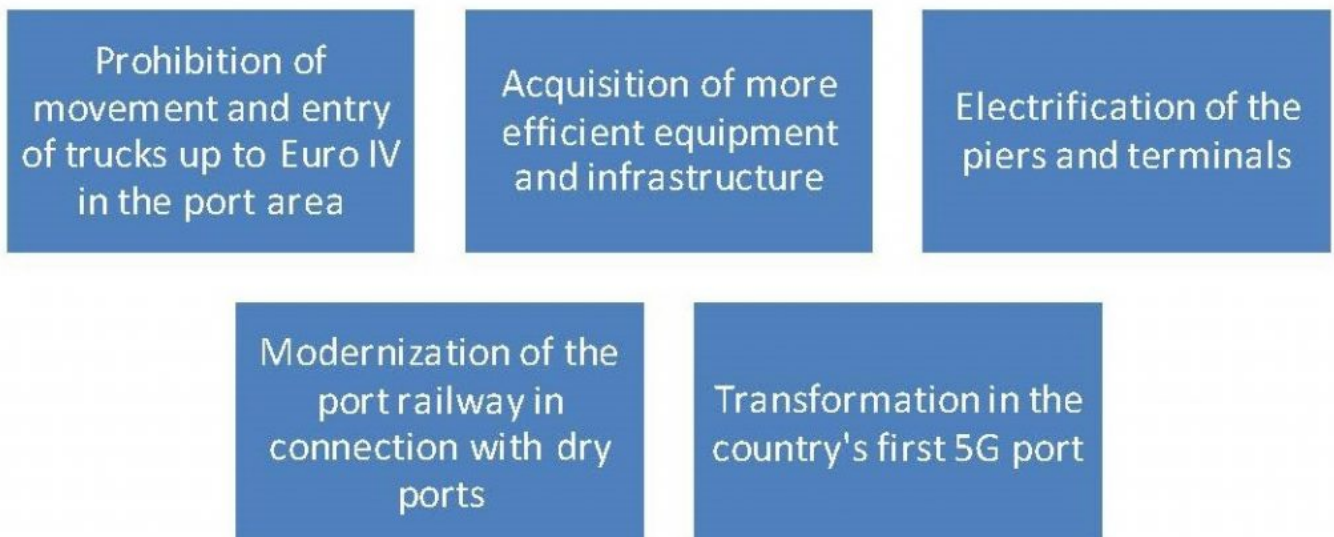 Prohibition of
movement and entry
of trucks up to Euro IV
in the port area
Acquisition of more
efficient equipment
and infrastructure
Electrification of the
piers and terminals
Modernization of the
port railway in
connection with dry
ports
Transformation in the
country's first 5G port